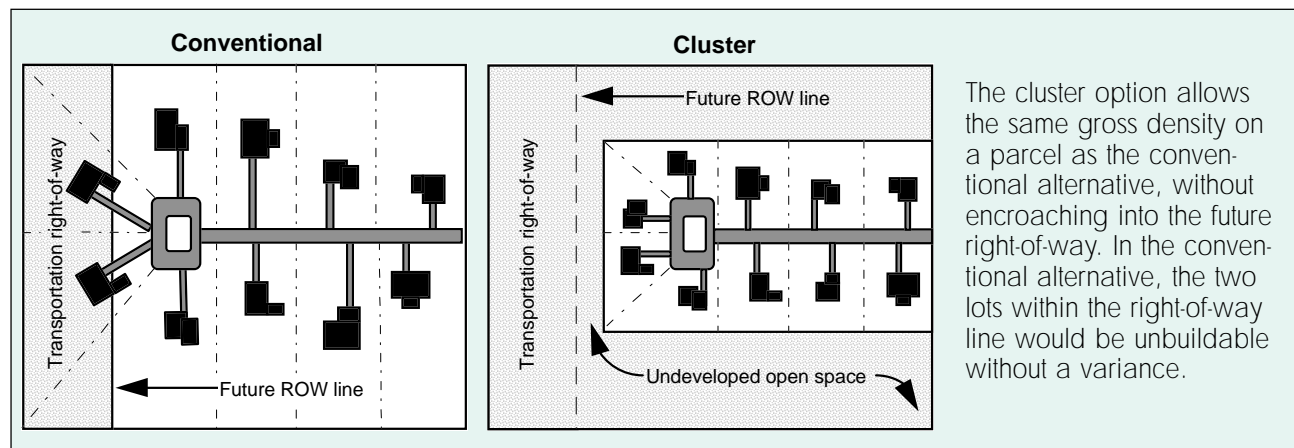 Conventional
Transportation right-of-way
Future ROW line
Cluster
Transportation right-of-way
Future ROW line
Undeveloped open space
The cluster option allows
the same gross density on
a parcel as the conven-
tional alternative, without
encroaching into the future
right-of-way. In the conven-
tional alternative, the two
lots within the right-of-way
line would be unbuildable
without a variance.